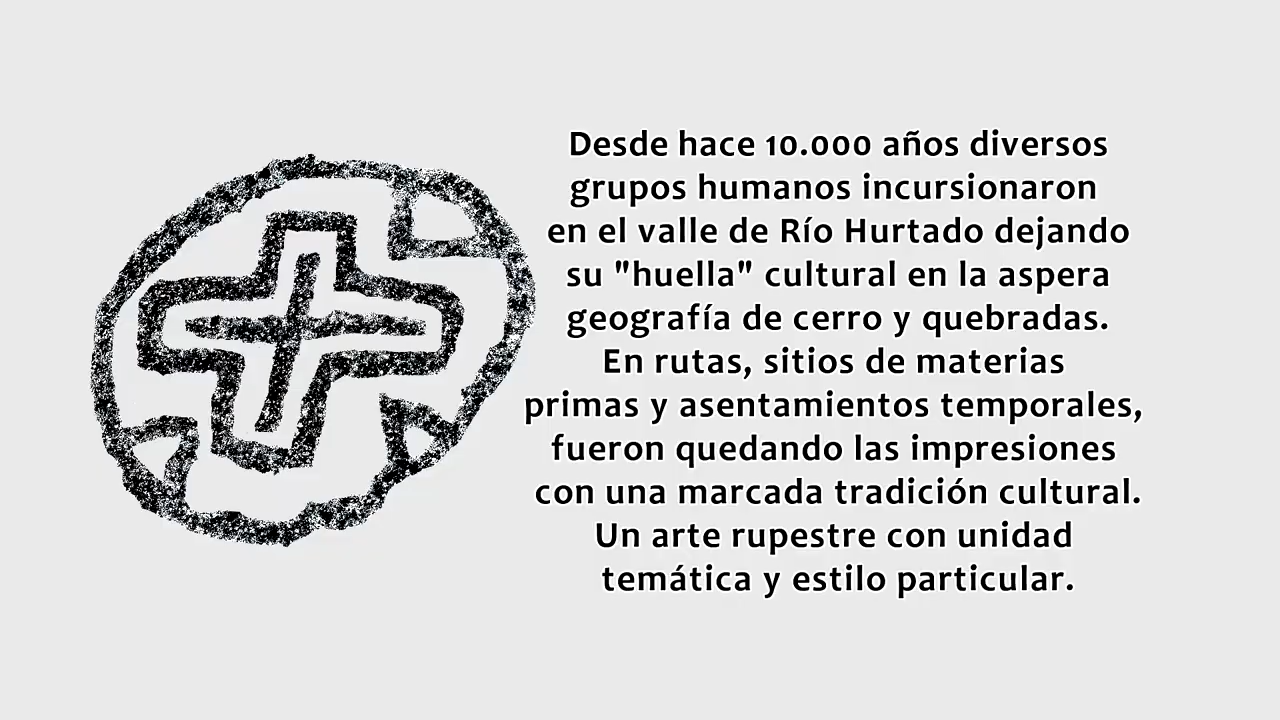 Desde hace 10.000 años diversos
grupos humanos incursionaron
en el valle de Río Hurtado dejando
su "huella" cultural en la aspera
geografía de cerro y quebradas.
En rutas, sitios de materias
primas y asentamientos temporales,
fueron quedando las impresiones
con una marcada tradición cultural.
Un arte rupestre con unidad
temática y estilo particular.